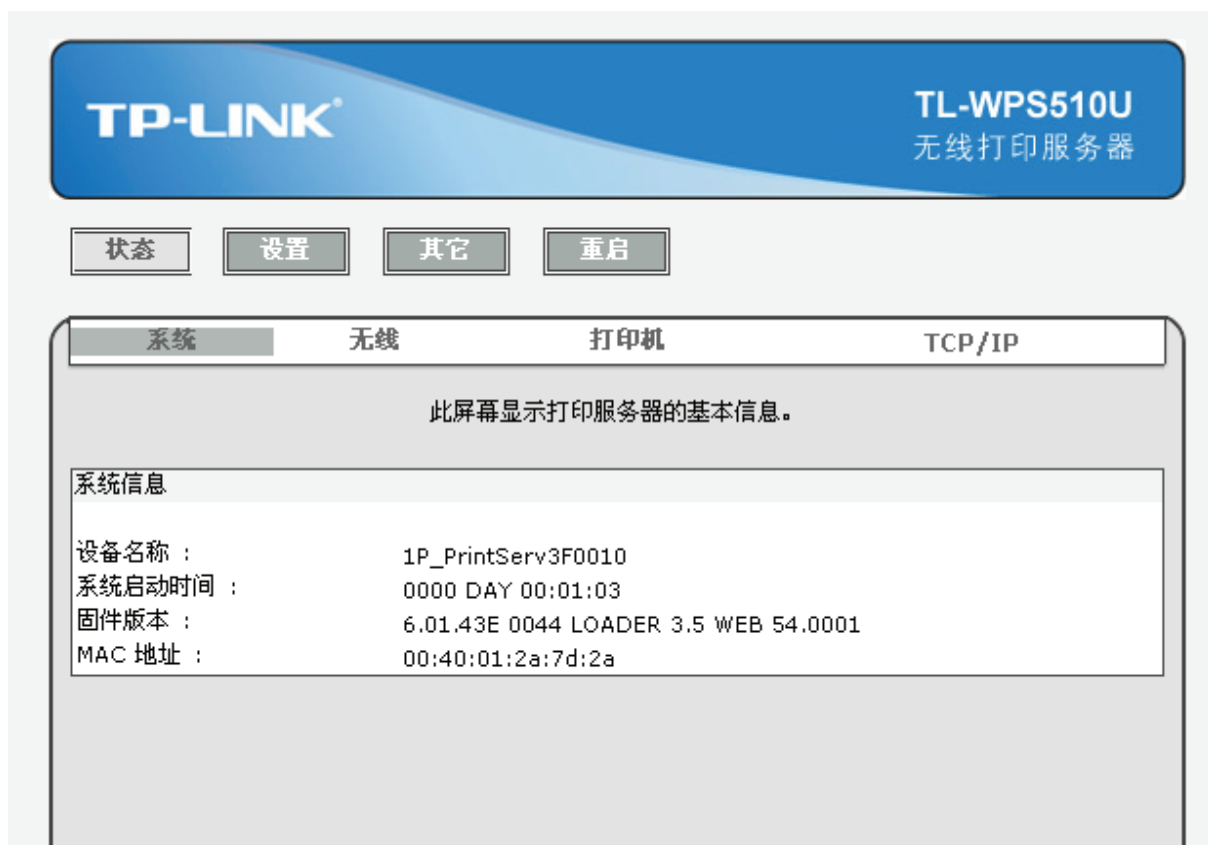 TP-LINK®
TL-WPS510U
无线打印服务器
状态 设置 其它 重启
系统 无线 打印机 TCP/IP
此屏幕显示打印服务器的基本信息。
系统信息
设备名称 : 1P_PrintServ3F0010
系统启动时间 : 0000 DAY 00:01:03
固件版本 : 6.01.43E 0044 LOADER 3.5 WEB 54.0001
MAC 地址 : 00:40:01:2a:7d:2a